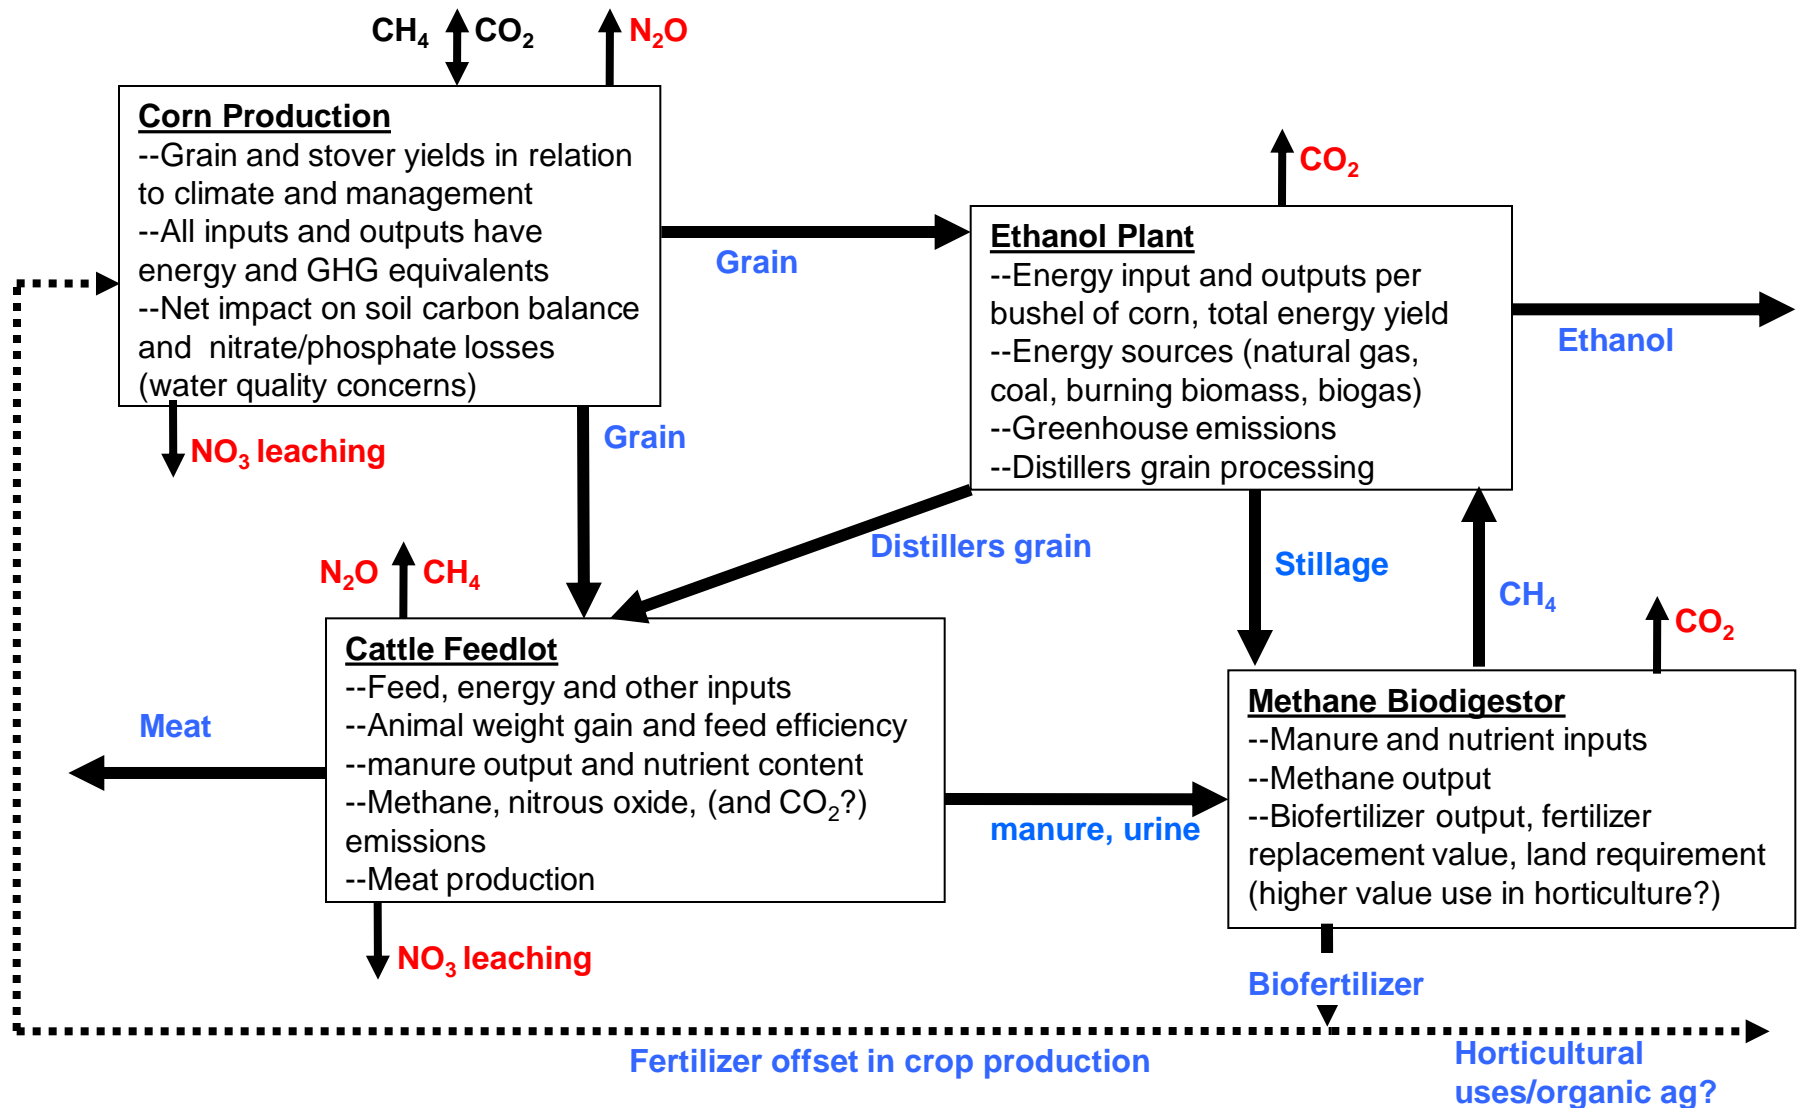 CH4 CO2
N2O
Corn Production
--Grain and stover yields in relation
to climate and management
--All inputs and outputs have
energy and GHG equivalents
--Net impact on soil carbon balance
and nitrate/phosphate losses
(water quality concerns)
NO3 leaching
Grain
Grain
CO2
Ethanol Plant
--Energy input and outputs per
bushel of corn, total energy yield
--Energy sources (natural gas,
coal, burning biomass, biogas)
--Greenhouse emissions
--Distillers grain processing
Ethanol
Distillers grain
Stillage
CH4
CO2
N2O CH4
Cattle Feedlot
--Feed, energy and other inputs
--Animal weight gain and feed efficiency
--manure output and nutrient content
--Methane, nitrous oxide, (and CO2?)
emissions
--Meat production
Meat
NO3 leaching
manure, urine
Methane Biodigestor
--Manure and nutrient inputs
--Methane output
--Biofertilizer output, fertilizer
replacement value, land requirement
(higher value use in horticulture?)
Biofertilizer
Fertilizer offset in crop production
Horticultural
uses/organic ag?